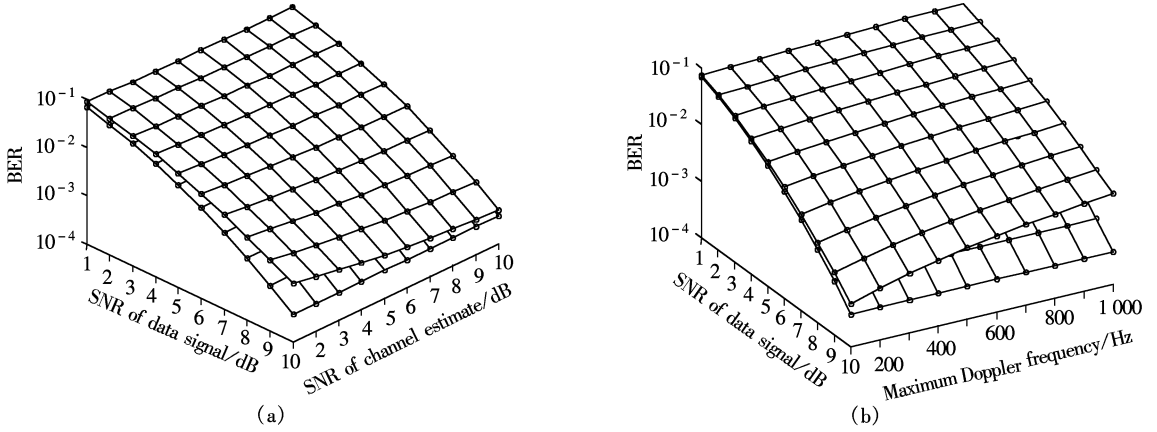 BER
10⁻¹
10⁻²
10⁻³
10⁻⁴
1 2 3 4 5 6 7 8 9 10
SNR of data signal/dB
2 3 4 5 6 7 8 9 10
SNR of channel estimate/dB
(a)
BER
10⁻¹
10⁻²
10⁻³
10⁻⁴
1 2 3 4 5 6 7 8 9 10
SNR of data signal/dB
200 400 600 800 1 000
Maximum Doppler frequency/Hz
(b)